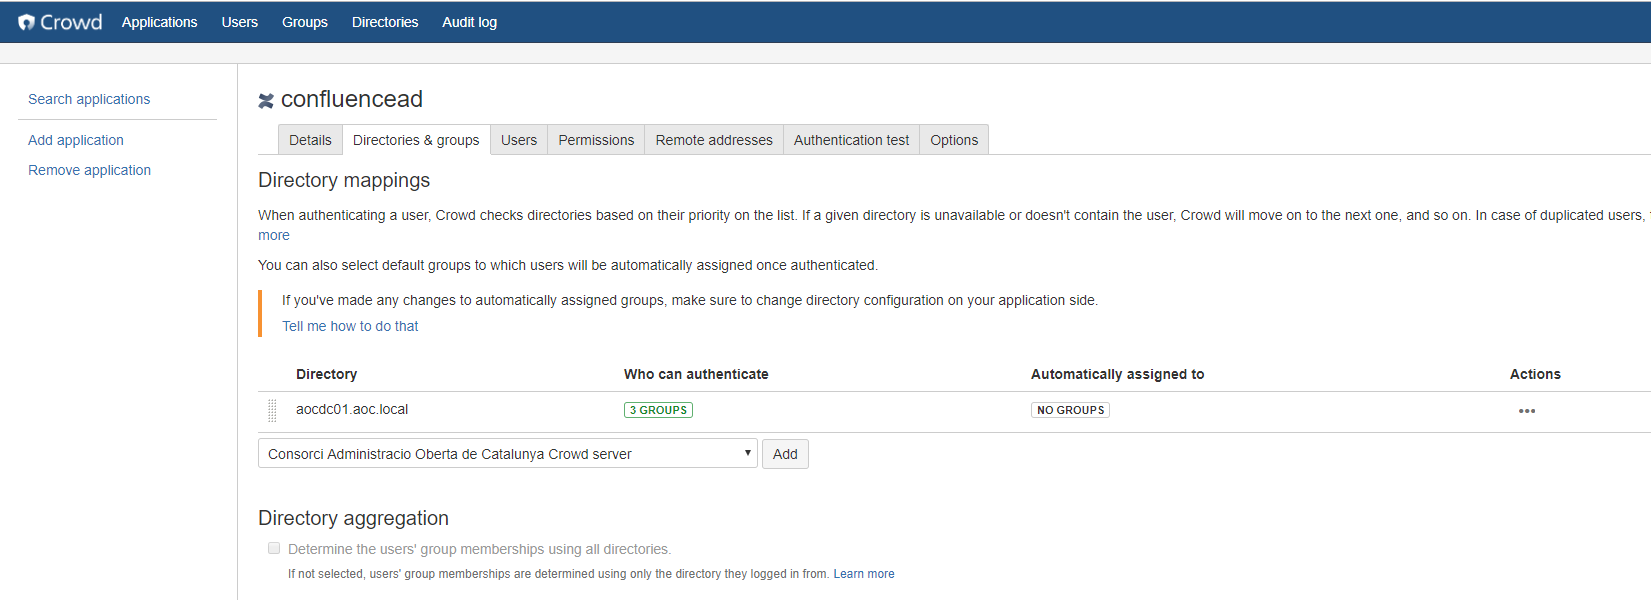 Crowd Applications Users Groups Directories Audit log
Search applications
Add application
Remove application
confluencead
Details Directories & groups Users Permissions Remote addresses Authentication test Options
Directory mappings
When authenticating a user, Crowd checks directories based on their priority on the list. If a given directory is unavailable or doesn't contain the user, Crowd will move on to the next one, and so on. In case of duplicated users,
more
You can also select default groups to which users will be automatically assigned once authenticated.
If you've made any changes to automatically assigned groups, make sure to change directory configuration on your application side.
Tell me how to do that
Directory Who can authenticate Automatically assigned to Actions
aocdc01.aoc.local 3 GROUPS NO GROUPS
Consorci Administracio Oberta de Catalunya Crowd server Add
Directory aggregation
Determine the users' group memberships using all directories.
If not selected, users' group memberships are determined using only the directory they logged in from. Learn more